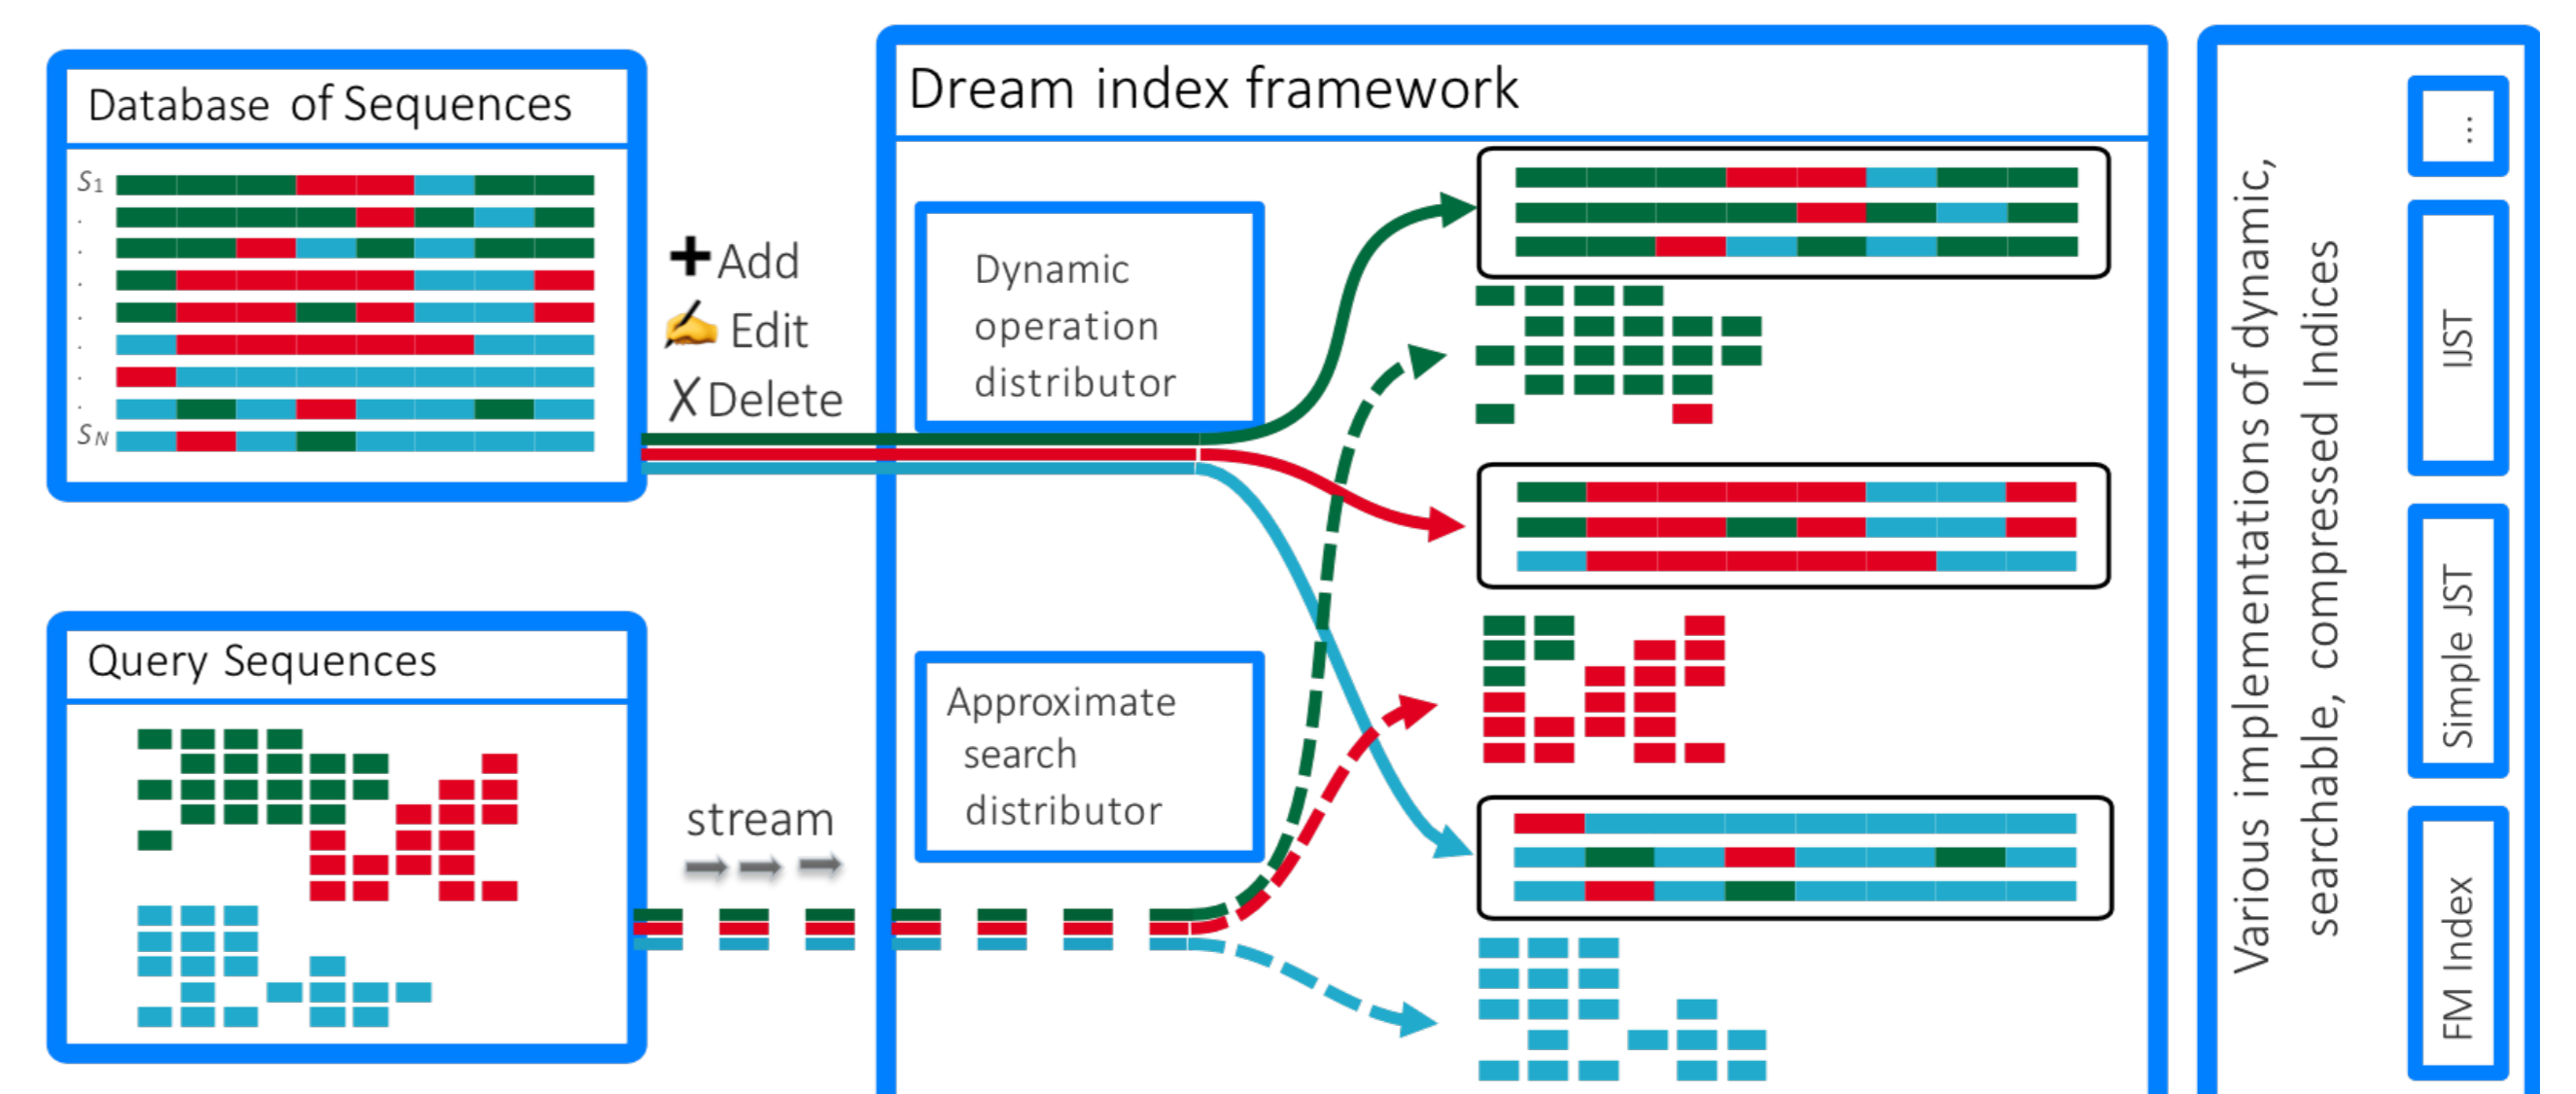 Database of Sequences
S1
.
.
.
.
.
.
.
SN
+Add
Edit
✗Delete
Query Sequences
stream
Dream index framework
Dynamic
operation
distributor
Approximate
search
distributor
Various implementations of dynamic,
searchable, compressed Indices
...
IJST
Simple JST
FM Index